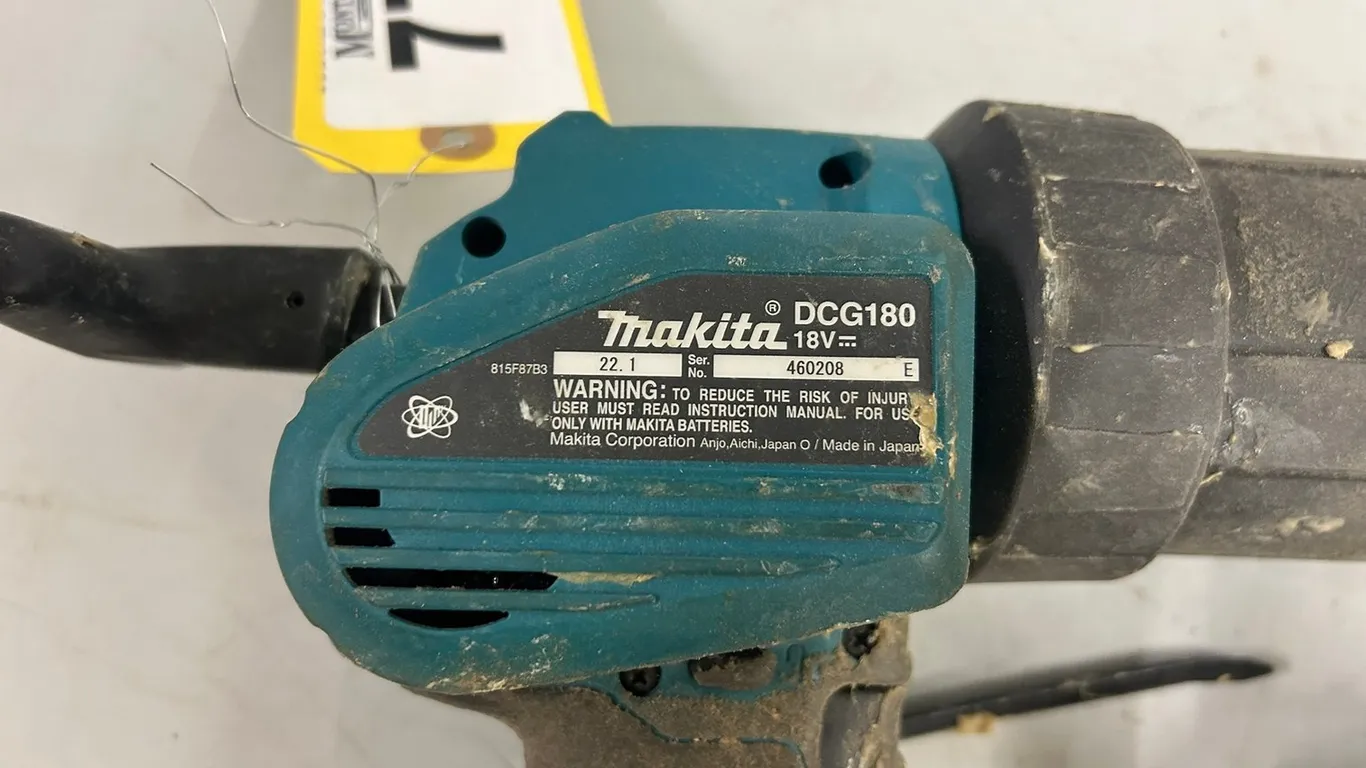 7
makita® DCG180
18V⎓
815F87B3 22.1 Ser. No. 460208 E
WARNING: TO REDUCE THE RISK OF INJUR
USER MUST READ INSTRUCTION MANUAL. FOR US
ONLY WITH MAKITA BATTERIES.
Makita Corporation Anjo,Aichi,Japan O / Made in Japan